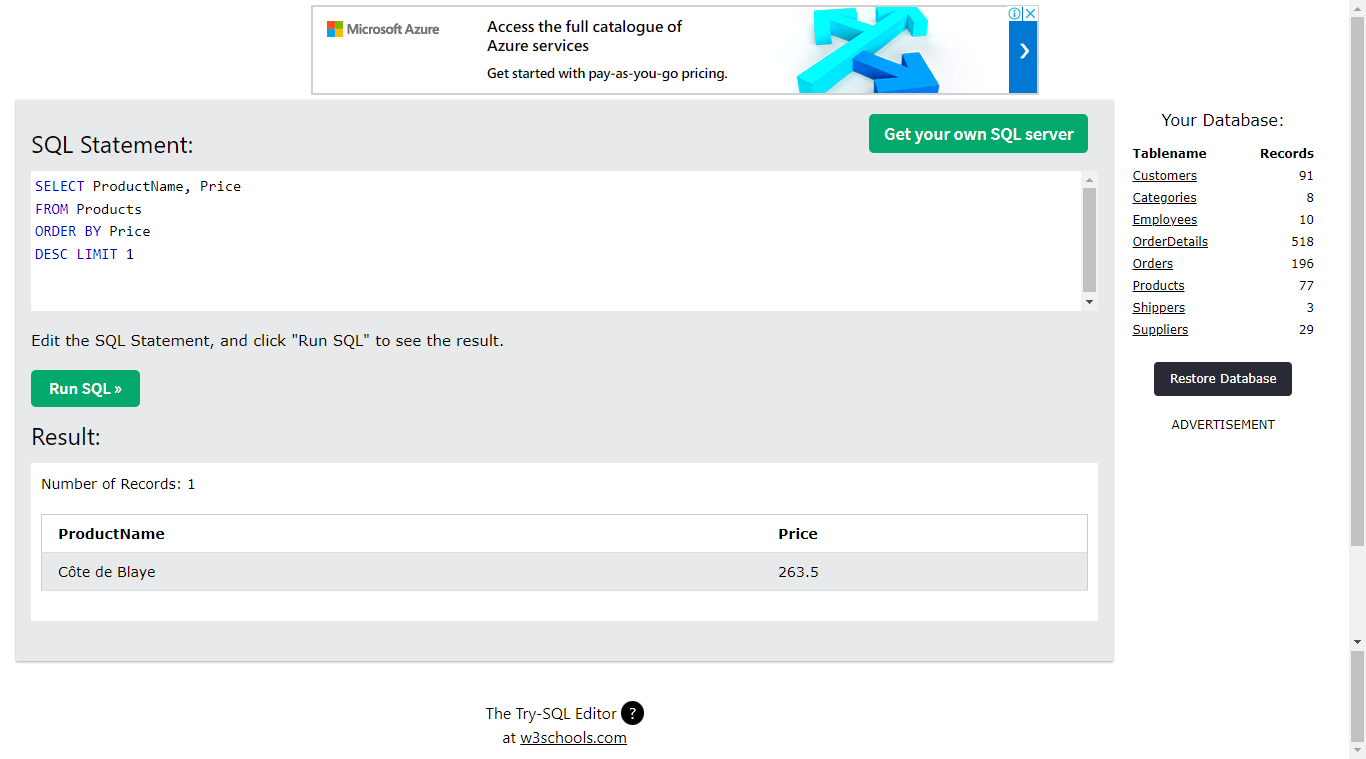 Microsoft Azure
Access the full catalogue of
Azure services
Get started with pay-as-you-go pricing.
SQL Statement:
Get your own SQL server
SELECT ProductName, Price
FROM Products
ORDER BY Price
DESC LIMIT 1
Edit the SQL Statement, and click "Run SQL" to see the result.
Run SQL »
Result:
Number of Records: 1
ProductName Price
Côte de Blaye 263.5
The Try-SQL Editor ?
at w3schools.com
Your Database:
Tablename Records
Customers 91
Categories 8
Employees 10
OrderDetails 518
Orders 196
Products 77
Shippers 3
Suppliers 29
Restore Database
ADVERTISEMENT